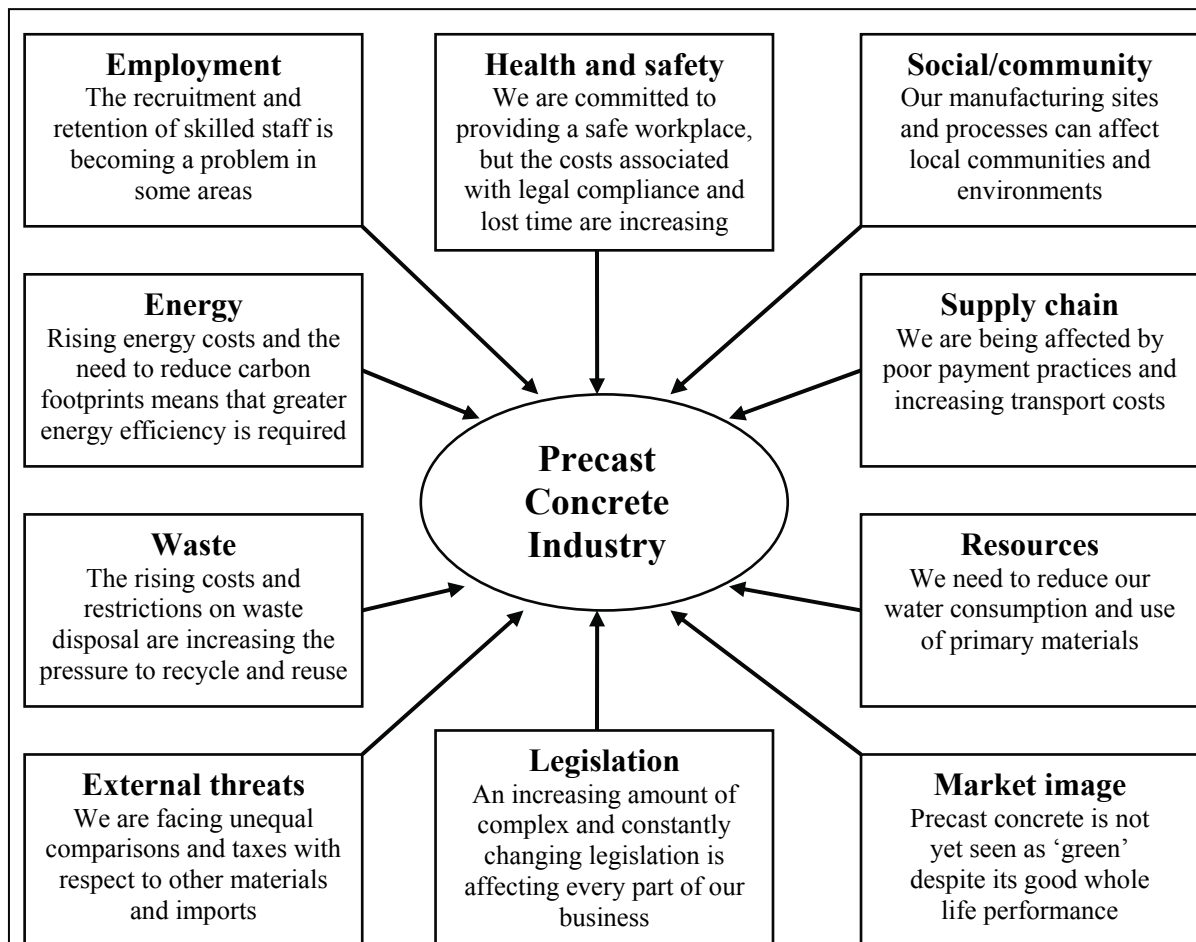 Employment
The recruitment and
retention of skilled staff is
becoming a problem in
some areas
Health and safety
We are committed to
providing a safe workplace,
but the costs associated
with legal compliance and
lost time are increasing
Social/community
Our manufacturing sites
and processes can affect
local communities and
environments
Energy
Rising energy costs and the
need to reduce carbon
footprints means that greater
energy efficiency is required
Supply chain
We are being affected by
poor payment practices and
increasing transport costs
Precast
Concrete
Industry
Waste
The rising costs and
restrictions on waste
disposal are increasing the
pressure to recycle and reuse
Resources
We need to reduce our
water consumption and use
of primary materials
External threats
We are facing unequal
comparisons and taxes with
respect to other materials
and imports
Legislation
An increasing amount of
complex and constantly
changing legislation is
affecting every part of our
business
Market image
Precast concrete is not
yet seen as ‘green’
despite its good whole
life performance